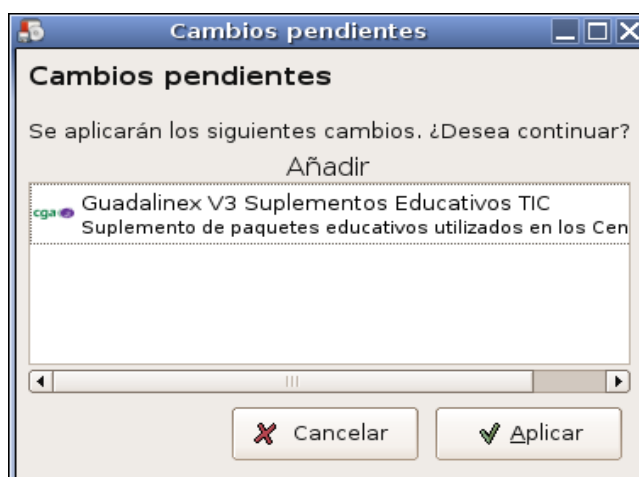 Cambios pendientes
Cambios pendientes
Se aplicarán los siguientes cambios. ¿Desea continuar?
Añadir
cga
Guadalinex V3 Suplementos Educativos TIC
Suplemento de paquetes educativos utilizados en los Cen
Cancelar
Aplicar